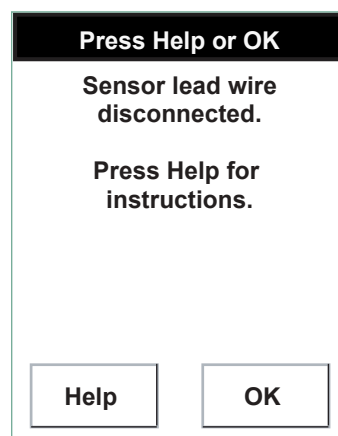 Press Help or OK
Sensor lead wire
disconnected.
Press Help for
instructions.
Help
OK